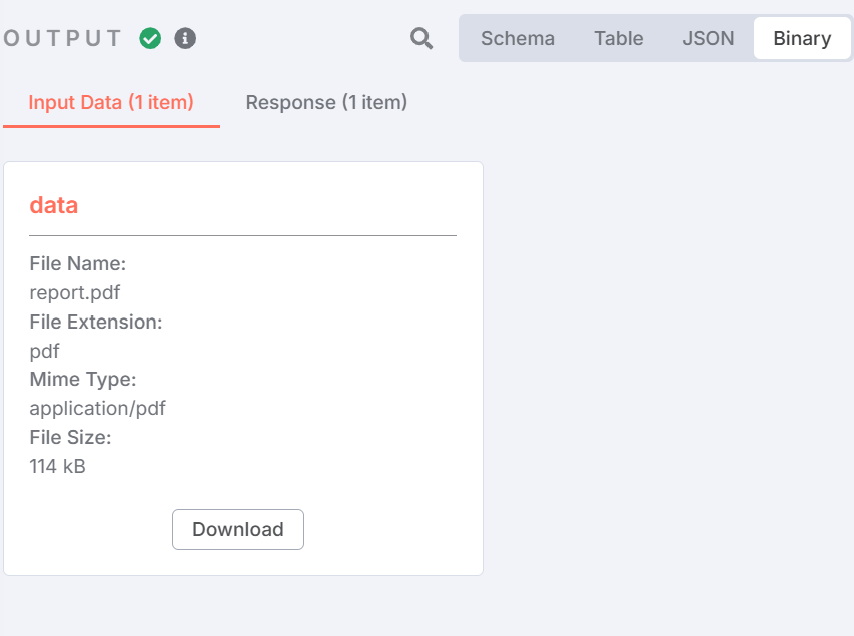 OUTPUT
Schema Table JSON Binary
Input Data (1 item) Response (1 item)
data
File Name:
report.pdf
File Extension:
pdf
Mime Type:
application/pdf
File Size:
114 kB
Download